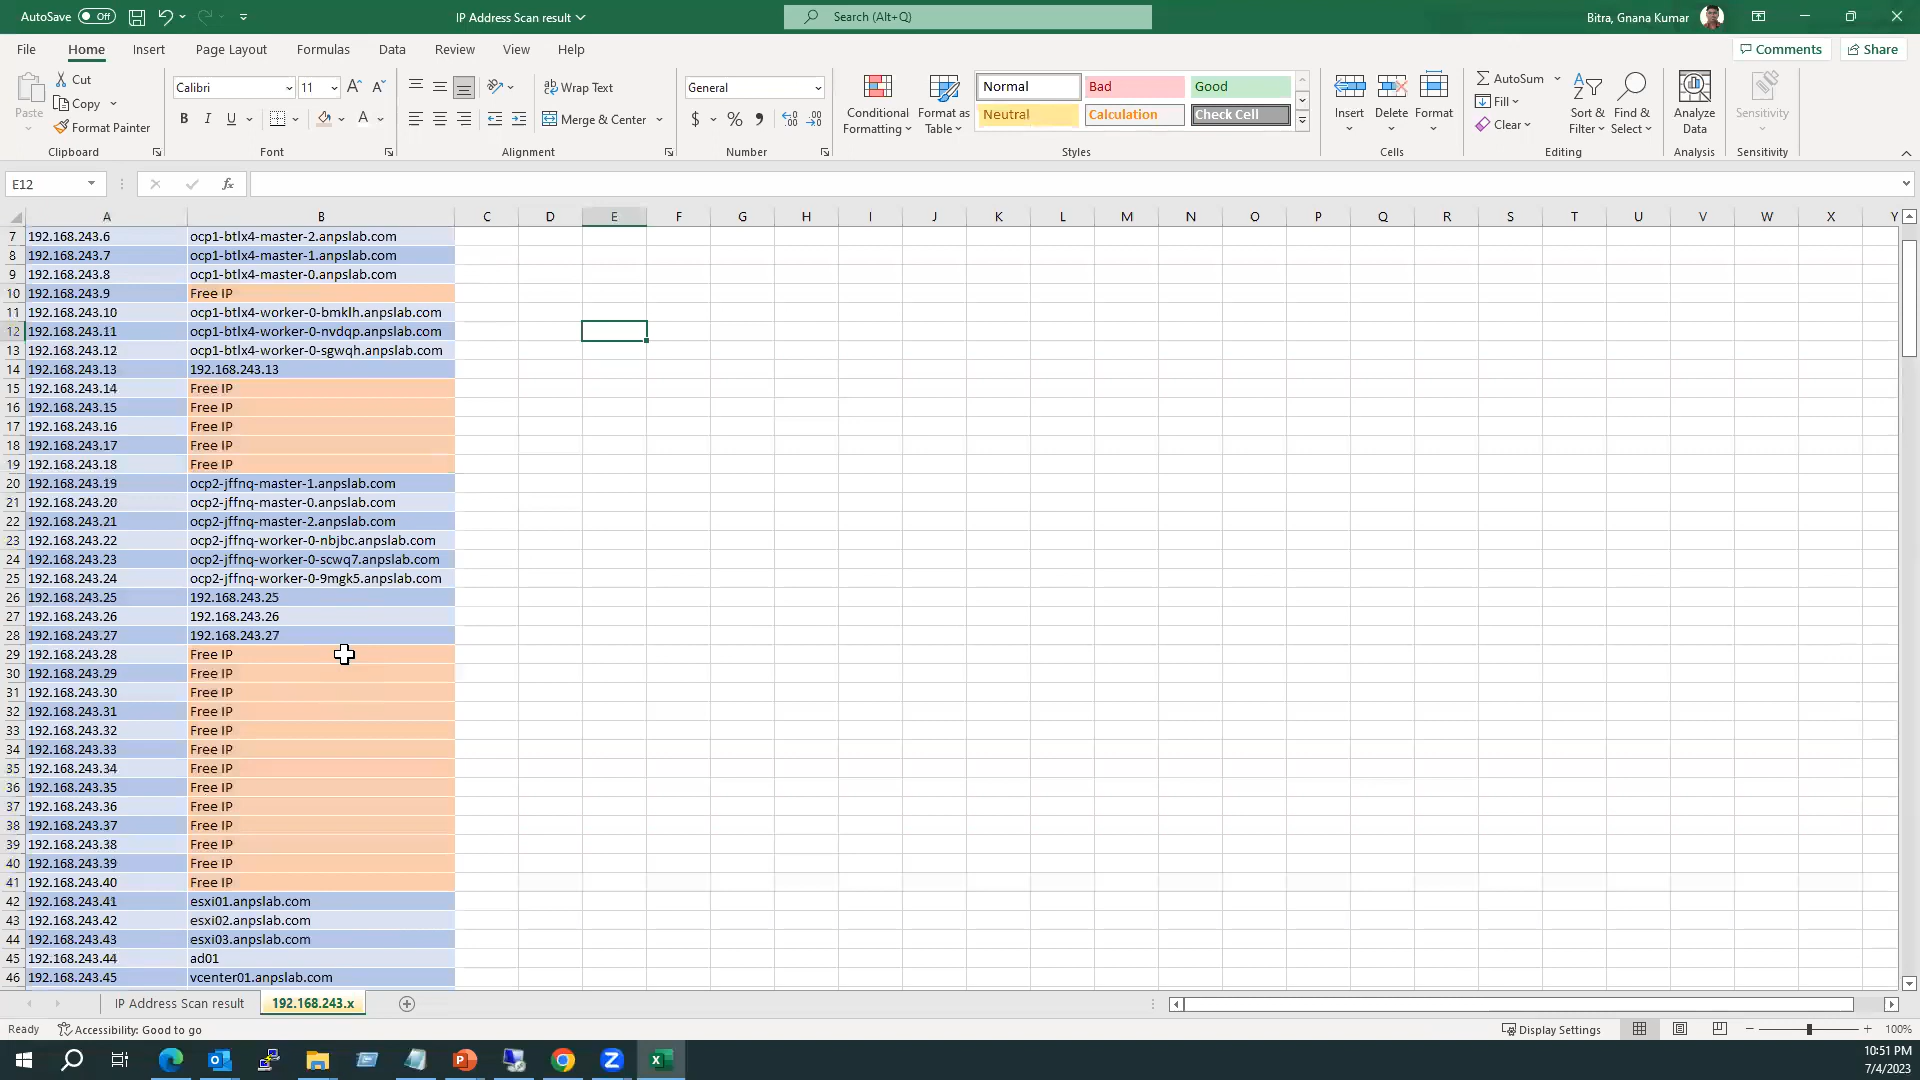 AutoSave Off IP Address Scan result Search (Alt+Q) Bitra, Gnana Kumar
File Home Insert Page Layout Formulas Data Review View Help Comments Share
Paste Cut Copy Format Painter Clipboard
Calibri 11 B I U A Font
Wrap Text Merge & Center Alignment
General $ % Number
Conditional Formatting Format as Table Normal Bad Good Neutral Calculation Check Cell Styles
Insert Delete Format Cells
AutoSum Fill Clear Sort & Filter Find & Select Editing
Analyze Data Analysis
Sensitivity Sensitivity
E12 fx
A B C D E F G H I J K L M N O P Q R S T U V W X Y
7 192.168.243.6 ocp1-btlx4-master-2.anpslab.com
8 192.168.243.7 ocp1-btlx4-master-1.anpslab.com
9 192.168.243.8 ocp1-btlx4-master-0.anpslab.com
10 192.168.243.9 Free IP
11 192.168.243.10 ocp1-btlx4-worker-0-bmklh.anpslab.com
12 192.168.243.11 ocp1-btlx4-worker-0-nvdqp.anpslab.com
13 192.168.243.12 ocp1-btlx4-worker-0-sgwqh.anpslab.com
14 192.168.243.13 192.168.243.13
15 192.168.243.14 Free IP
16 192.168.243.15 Free IP
17 192.168.243.16 Free IP
18 192.168.243.17 Free IP
19 192.168.243.18 Free IP
20 192.168.243.19 ocp2-jffnq-master-1.anpslab.com
21 192.168.243.20 ocp2-jffnq-master-0.anpslab.com
22 192.168.243.21 ocp2-jffnq-master-2.anpslab.com
23 192.168.243.22 ocp2-jffnq-worker-0-nbjbc.anpslab.com
24 192.168.243.23 ocp2-jffnq-worker-0-scwq7.anpslab.com
25 192.168.243.24 ocp2-jffnq-worker-0-9mgk5.anpslab.com
26 192.168.243.25 192.168.243.25
27 192.168.243.26 192.168.243.26
28 192.168.243.27 192.168.243.27
29 192.168.243.28 Free IP
30 192.168.243.29 Free IP
31 192.168.243.30 Free IP
32 192.168.243.31 Free IP
33 192.168.243.32 Free IP
34 192.168.243.33 Free IP
35 192.168.243.34 Free IP
36 192.168.243.35 Free IP
37 192.168.243.36 Free IP
38 192.168.243.37 Free IP
39 192.168.243.38 Free IP
40 192.168.243.39 Free IP
41 192.168.243.40 Free IP
42 192.168.243.41 esxi01.anpslab.com
43 192.168.243.42 esxi02.anpslab.com
44 192.168.243.43 esxi03.anpslab.com
45 192.168.243.44 ad01
46 192.168.243.45 vcenter01.anpslab.com
IP Address Scan result 192.168.243.x
Ready Accessibility: Good to go Display Settings 100%
10:51 PM
7/4/2023